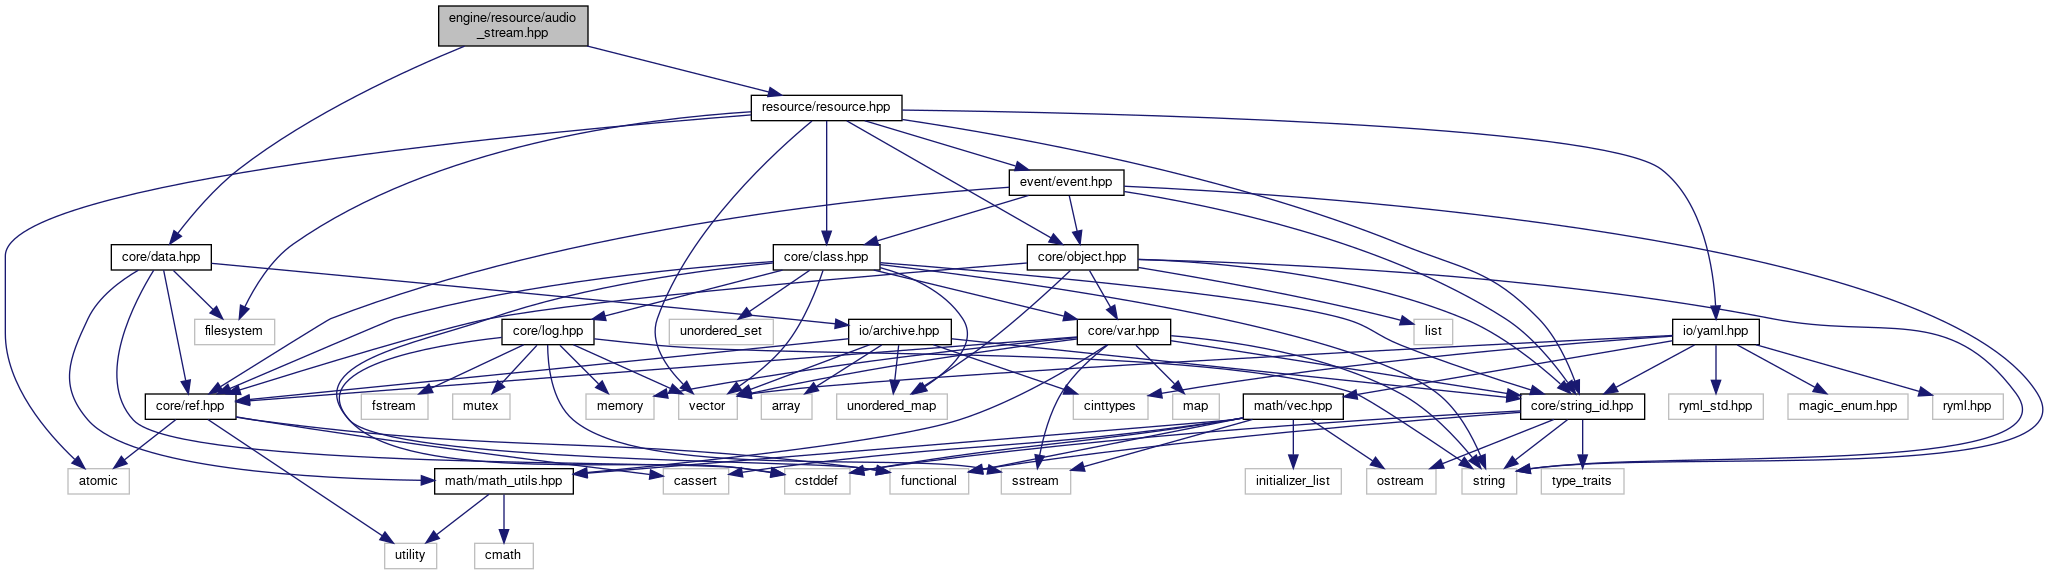 engine/resource/audio
_stream.hpp
resource/resource.hpp
event/event.hpp
core/data.hpp
core/class.hpp
core/object.hpp
filesystem
core/log.hpp
unordered_set
io/archive.hpp
core/var.hpp
list
io/yaml.hpp
core/ref.hpp
fstream
mutex
memory
vector
array
unordered_map
cinttypes
map
math/vec.hpp
core/string_id.hpp
ryml_std.hpp
magic_enum.hpp
ryml.hpp
atomic
math/math_utils.hpp
cassert
cstddef
functional
sstream
initializer_list
ostream
string
type_traits
utility
cmath